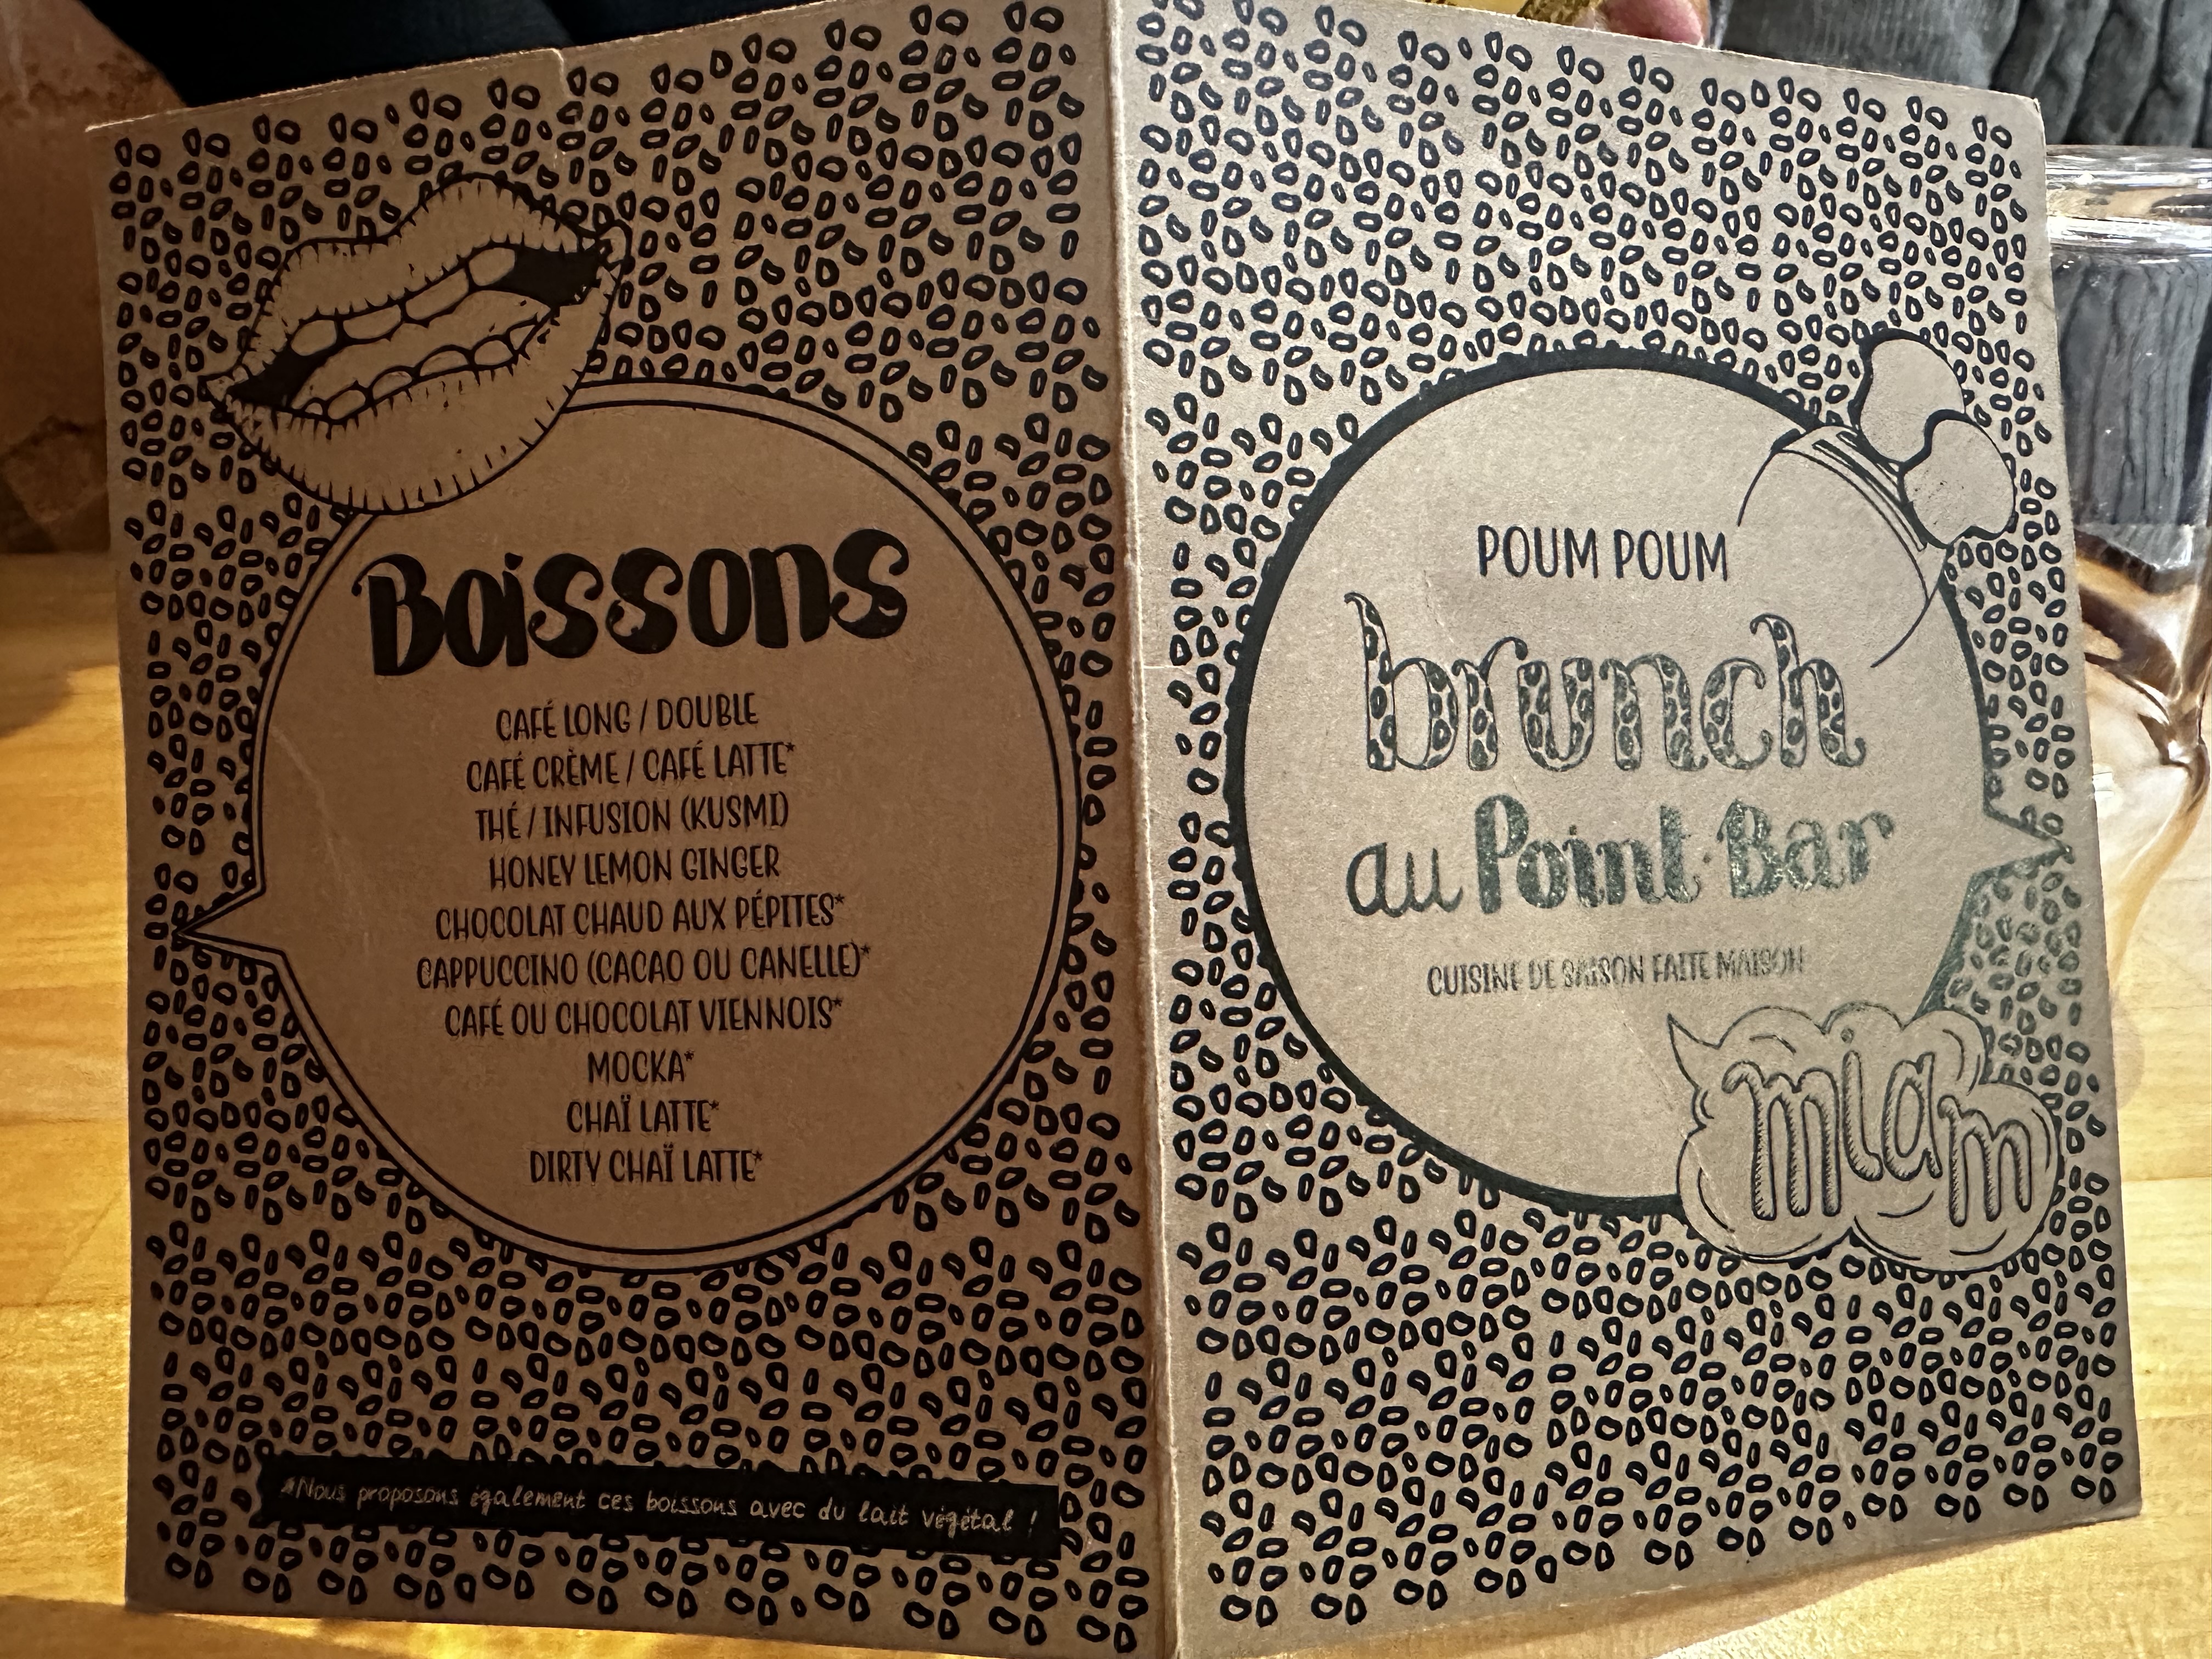 Boissons
CAFÉ LONG / DOUBLE
CAFÉ CRÈME / CAFÉ LATTE*
THÉ / INFUSION (KUSMI)
HONEY LEMON GINGER
CHOCOLAT CHAUD AUX PÉPITES*
CAPPUCCINO (CACAO OU CANELLE)*
CAFÉ OU CHOCOLAT VIENNOIS*
MOCKA*
CHAÏ LATTE*
DIRTY CHAÏ LATTE*
*Nous proposons également ces boissons avec du lait végétal !
POUM POUM
brunch
au Point Bar
CUISINE DE SAISON FAITE MAISON
miam